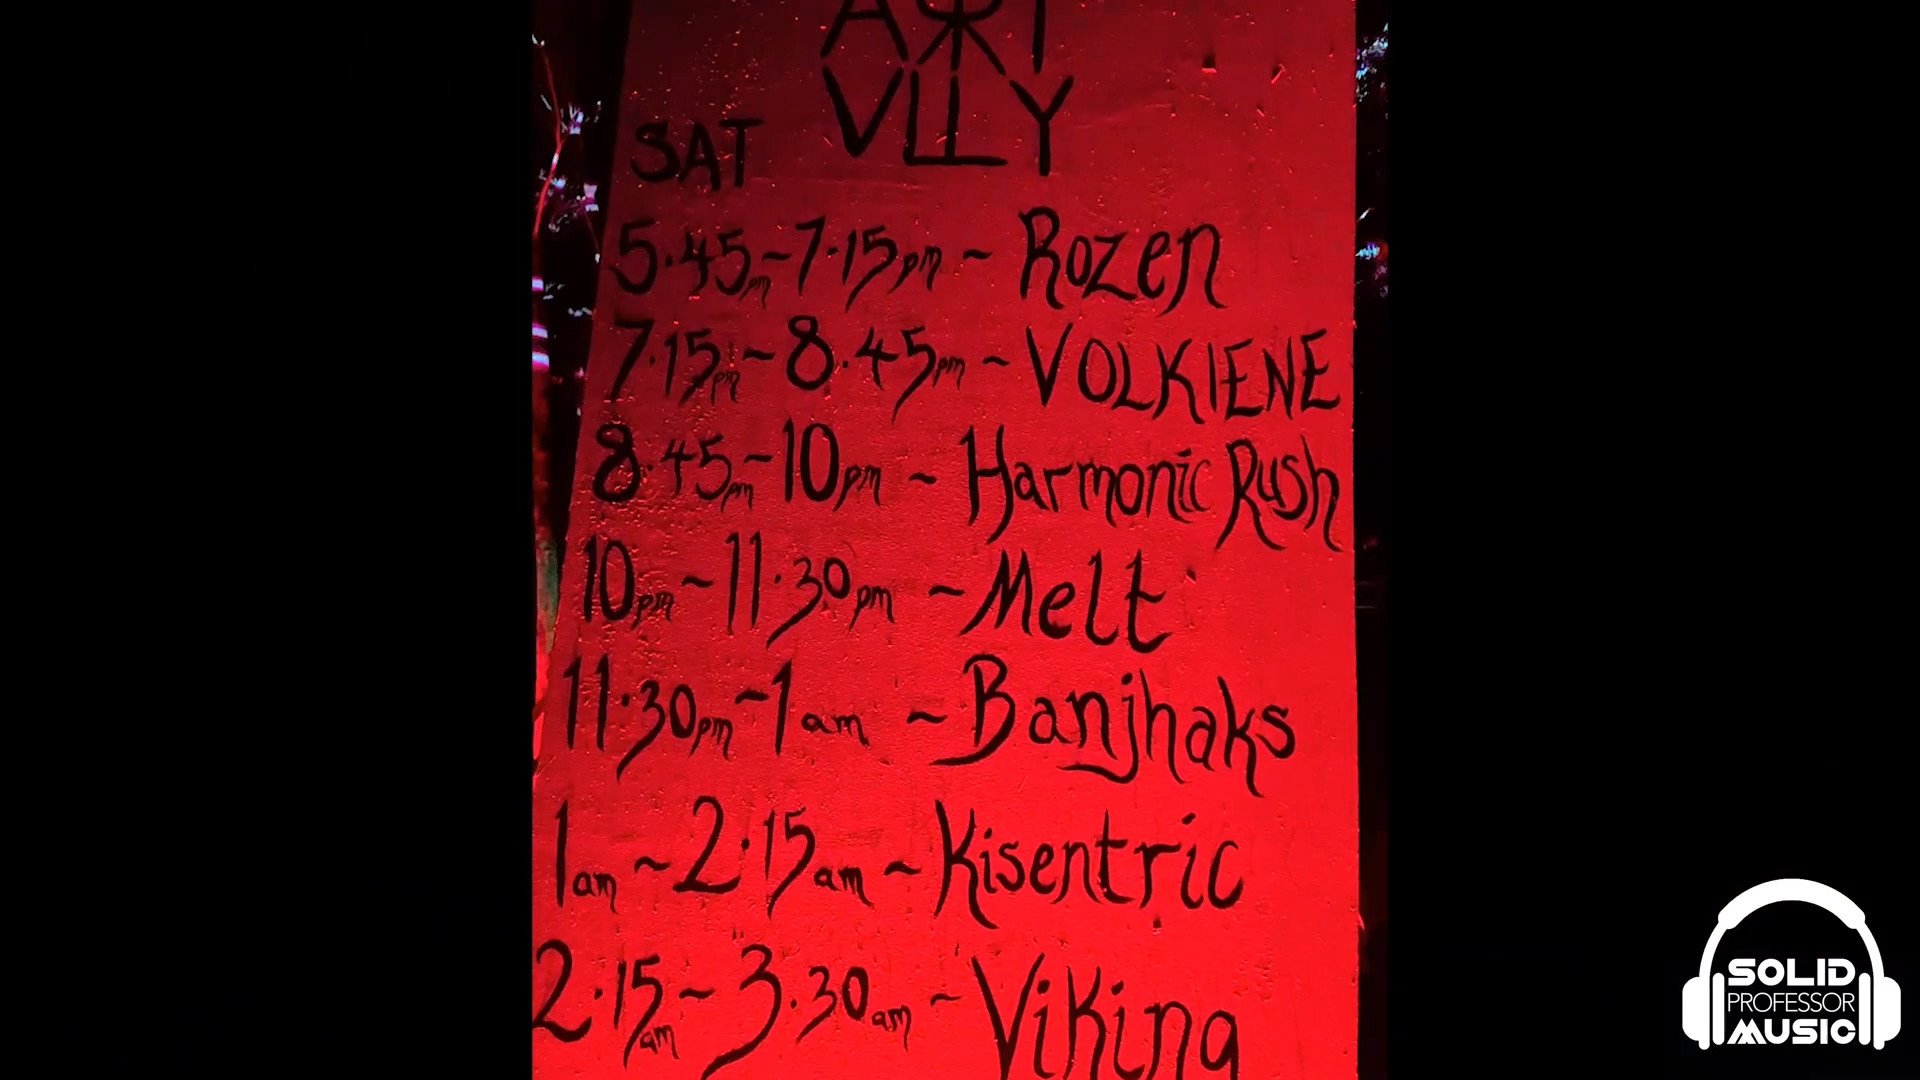 ART
VLLY
SAT
5.45pm~7.15pm ~ Rozen
7.15pm~8.45pm ~ VOLKIENE
8.45pm~10pm ~ Harmonic Rush
10pm ~ 11.30pm ~ Melt
11.30pm ~ 1am ~ Banjhaks
1am ~ 2.15am ~ Kisentric
2.15am ~ 3.30am ~ Viking
SOLID
PROFESSOR
MUSIC